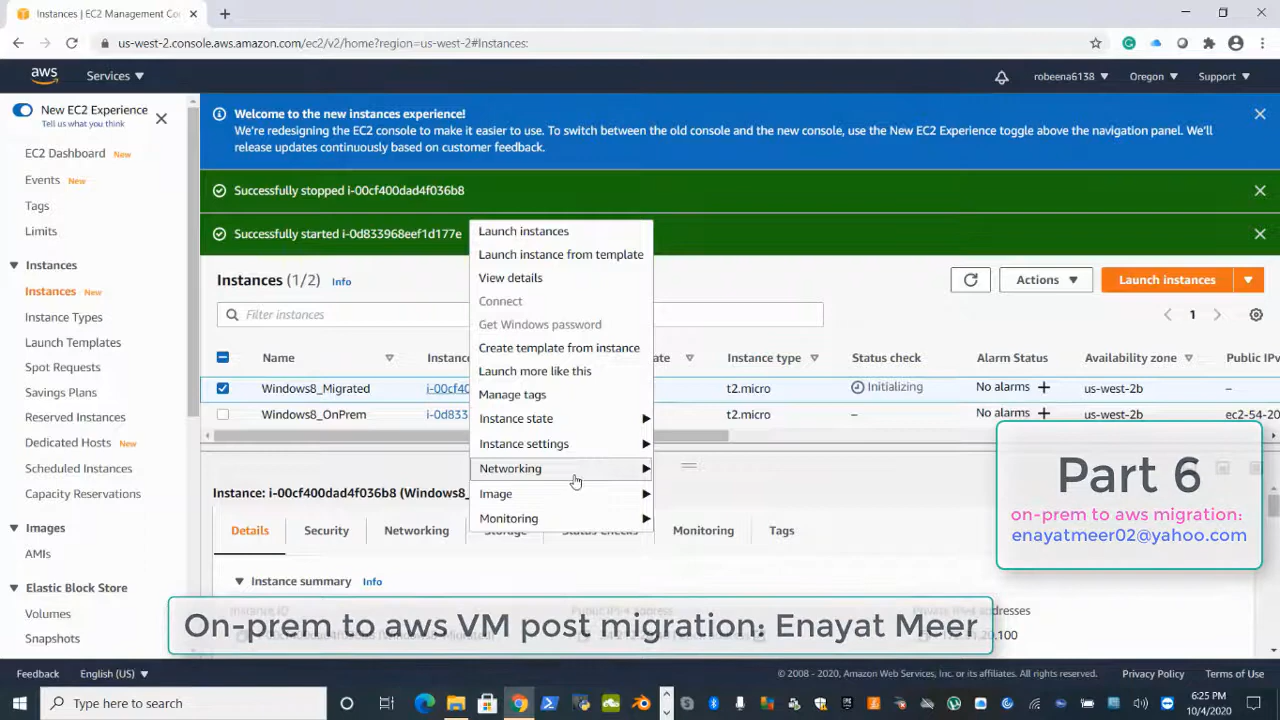 Instances | EC2 Management Con
us-west-2.console.aws.amazon.com/ec2/v2/home?region=us-west-2#Instances:
aws
Services
robeena6138
Oregon
Support
New EC2 Experience
Tell us what you think
EC2 Dashboard New
Events New
Tags
Limits
Instances
Instances New
Instance Types
Launch Templates
Spot Requests
Savings Plans
Reserved Instances
Dedicated Hosts New
Scheduled Instances
Capacity Reservations
Images
AMIs
Elastic Block Store
Volumes
Snapshots
Welcome to the new instances experience!
We're redesigning the EC2 console to make it easier to use. To switch between the old console and the new console, use the New EC2 Experience toggle above the navigation panel. We'll
release updates continuously based on customer feedback.
Successfully stopped i-00cf400dad4f036b8
Successfully started i-0d833968eef1d177e
Instances (1/2) Info
Actions
Launch instances
Filter instances
1
Name
Instance type
Status check
Alarm Status
Availability zone
Public IPv
Windows8_Migrated
i-00cf40
t2.micro
Initializing
No alarms +
us-west-2b
–
Windows8_OnPrem
i-0d833
t2.micro
–
No alarms +
us-west-2b
ec2-54-20
Launch instances
Launch instance from template
View details
Connect
Get Windows password
Create template from instance
Launch more like this
Manage tags
Instance state
Instance settings
Networking
Image
Monitoring
Instance: i-00cf400dad4f036b8 (Windows8_
Details
Security
Networking
Storage
Status Checks
Monitoring
Tags
Instance summary Info
Part 6
on-prem to aws migration:
enayatmeer02@yahoo.com
On-prem to aws VM post migration: Enayat Meer
Feedback
English (US)
© 2008 - 2020, Amazon Web Services, Inc. or its affiliates. All rights reserved.
Privacy Policy
Terms of Use
Type here to search
6:25 PM
10/4/2020